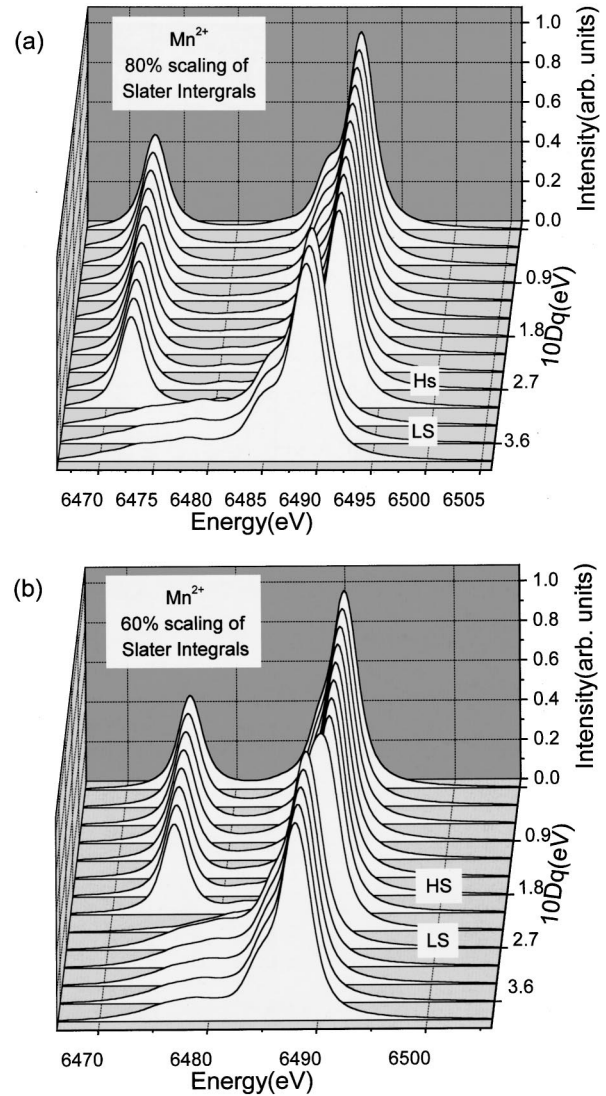 (a)
Mn2+
80% scaling of
Slater Intergrals
1.0
0.8
0.6
0.4
0.2
0.0
Intensity(arb. units)
0.9
1.8
2.7
3.6
10Dq(eV)
Hs
LS
6470 6475 6480 6485 6490 6495 6500 6505
Energy(eV)
(b)
Mn2+
60% scaling of
Slater Integrals
1.0
0.8
0.6
0.4
0.2
0.0
Intensity(arb. units)
0.9
1.8
2.7
3.6
10Dq(eV)
HS
LS
6470 6480 6490 6500
Energy(eV)